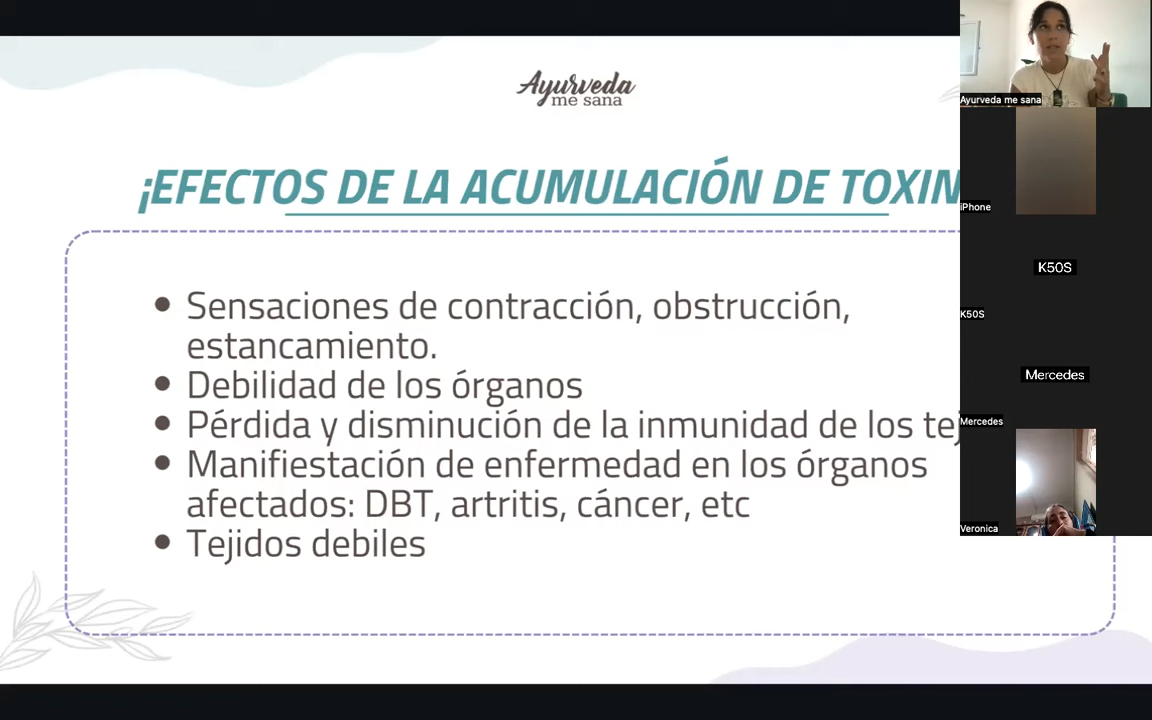 Ayurveda
me sana
¡EFECTOS DE LA ACUMULACIÓN DE TOXIN
Sensaciones de contracción, obstrucción,
estancamiento.
Debilidad de los órganos
Pérdida y disminución de la inmunidad de los tej
Manifiestación de enfermedad en los órganos
afectados: DBT, artritis, cáncer, etc
Tejidos debiles
Ayurveda me sana
iPhone
K50S
K50S
Mercedes
Mercedes
Veronica